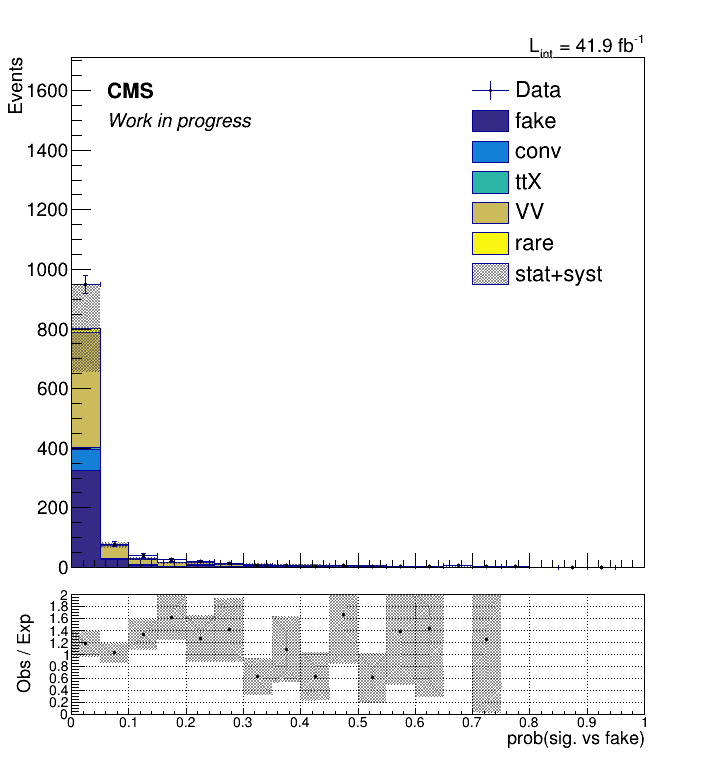 L_int = 41.9 fb^-1
Events
1600
1400
1200
1000
800
600
400
200
0
CMS
Work in progress
Data
fake
conv
ttX
VV
rare
stat+syst
Obs / Exp
2
1.8
1.6
1.4
1.2
1
0.8
0.6
0.4
0.2
0
0 0.1 0.2 0.3 0.4 0.5 0.6 0.7 0.8 0.9 1
prob(sig. vs fake)